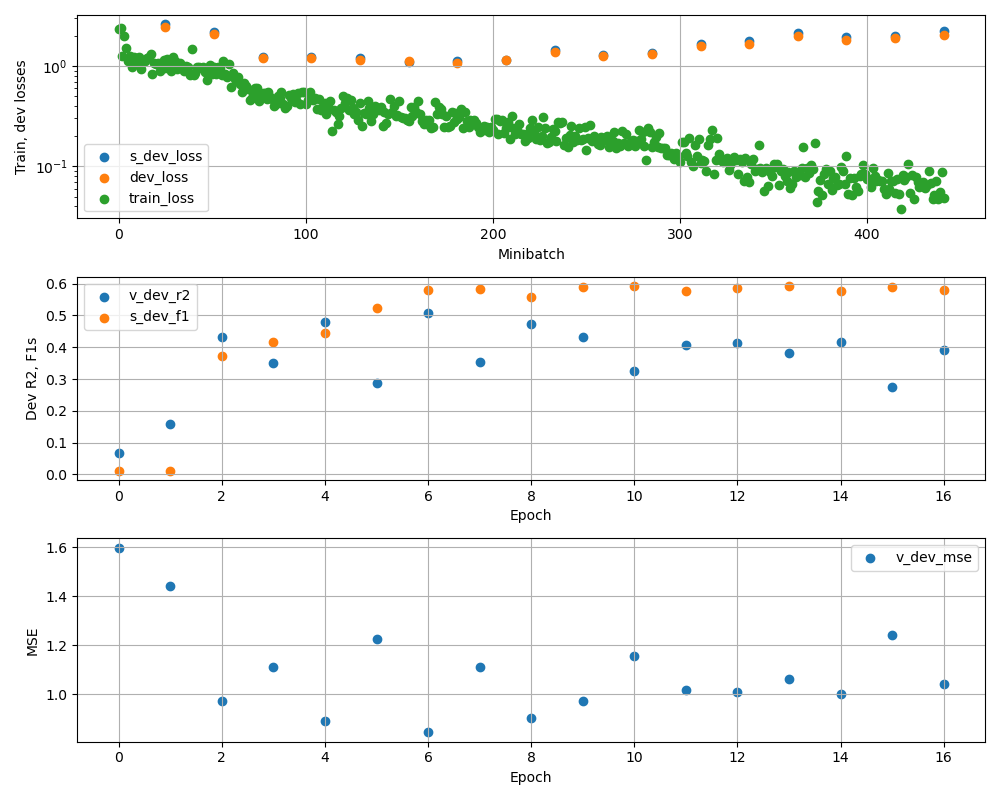 Train, dev losses
10⁰
10⁻¹
s_dev_loss
dev_loss
train_loss
0 100 200 300 400
Minibatch
Dev R2, F1s
0.6
0.5
0.4
0.3
0.2
0.1
0.0
v_dev_r2
s_dev_f1
0 2 4 6 8 10 12 14 16
Epoch
MSE
1.6
1.4
1.2
1.0
v_dev_mse
0 2 4 6 8 10 12 14 16
Epoch